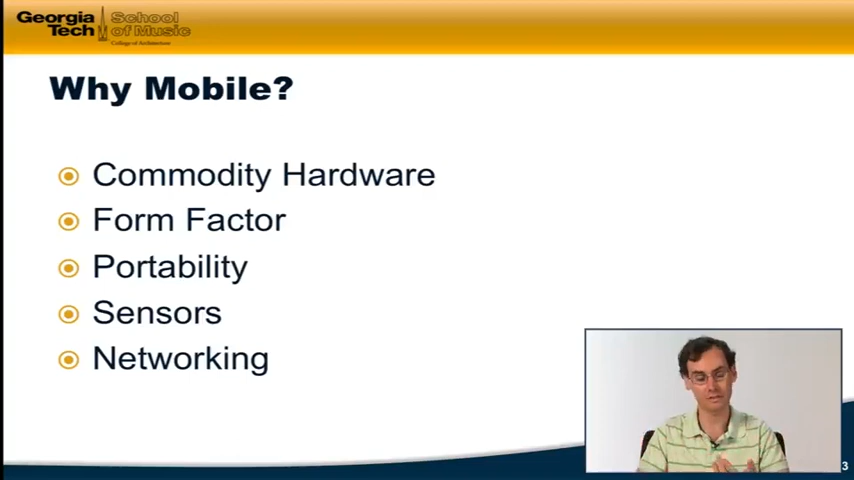 Georgia Tech School of Music
College of Architecture
Why Mobile?
Commodity Hardware
Form Factor
Portability
Sensors
Networking
3